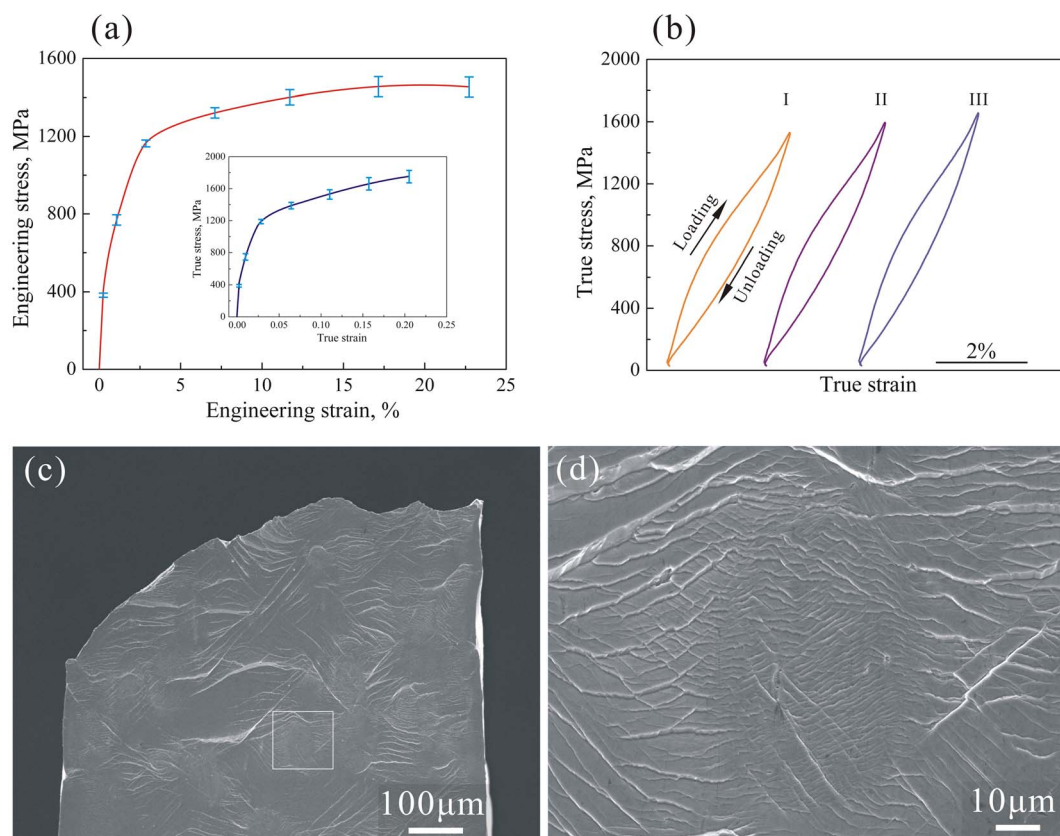 (a)
1600
1200
800
400
0
Engineering stress, MPa
0 5 10 15 20 25
Engineering strain, %
2000
1600
1200
800
400
0
True stress, MPa
0.00 0.05 0.10 0.15 0.20 0.25
True strain
(b)
2000
1600
1200
800
400
0
True stress, MPa
I II III
Loading
Unloading
2%
True strain
(c)
100μm
(d)
10μm